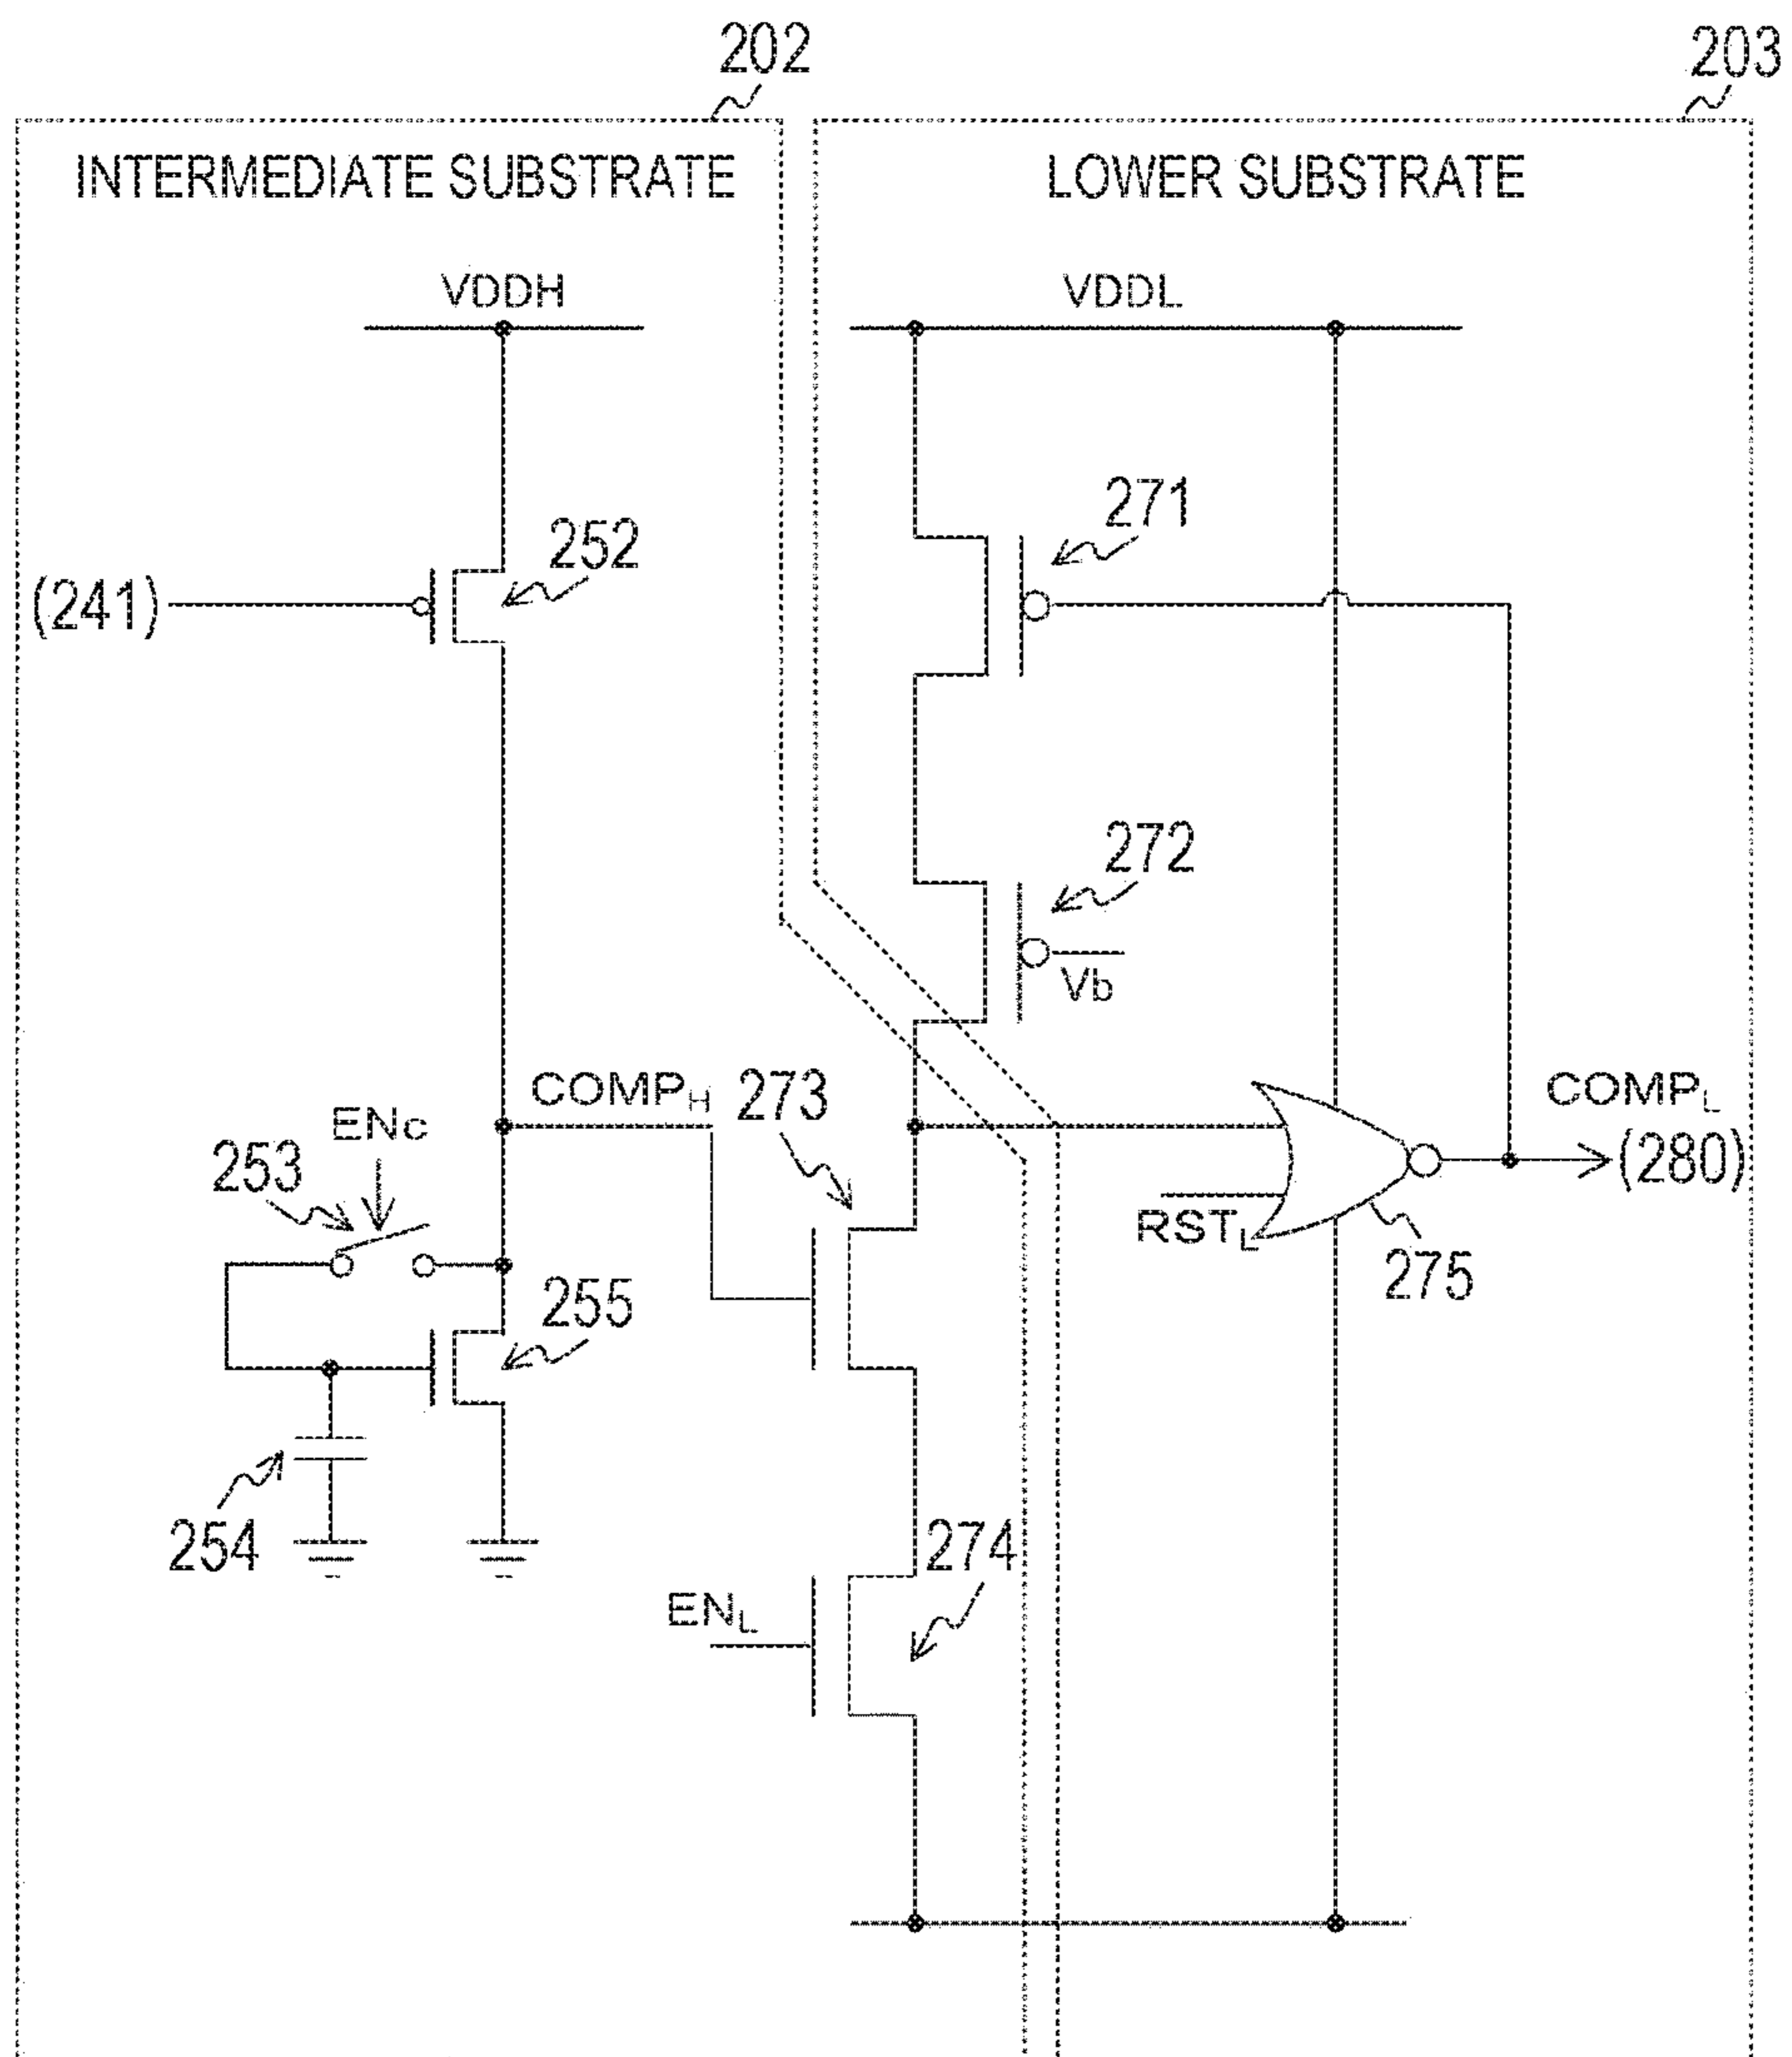 202
203
INTERMEDIATE SUBSTRATE
LOWER SUBSTRATE
VDDH
VDDL
271
252
(241)
272
Vb
COMPH
273
COMPL
ENc
253
(280)
RSTL
275
255
254
274
ENL